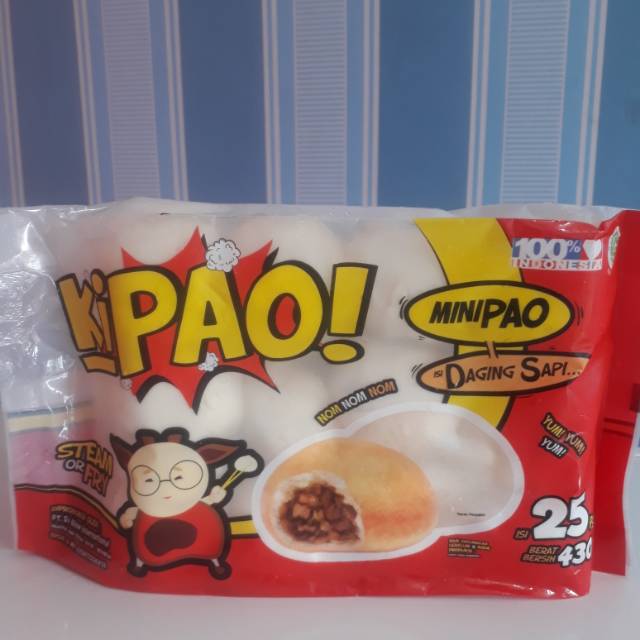 100%
INDONESIA
KiPAO!
MINIPAO
ISI DAGING SAPI...
NOM NOM NOM
YUM! YUM!
YUM!
STEAM
OR FRY
ISI 25
BERAT
BERSIH 430